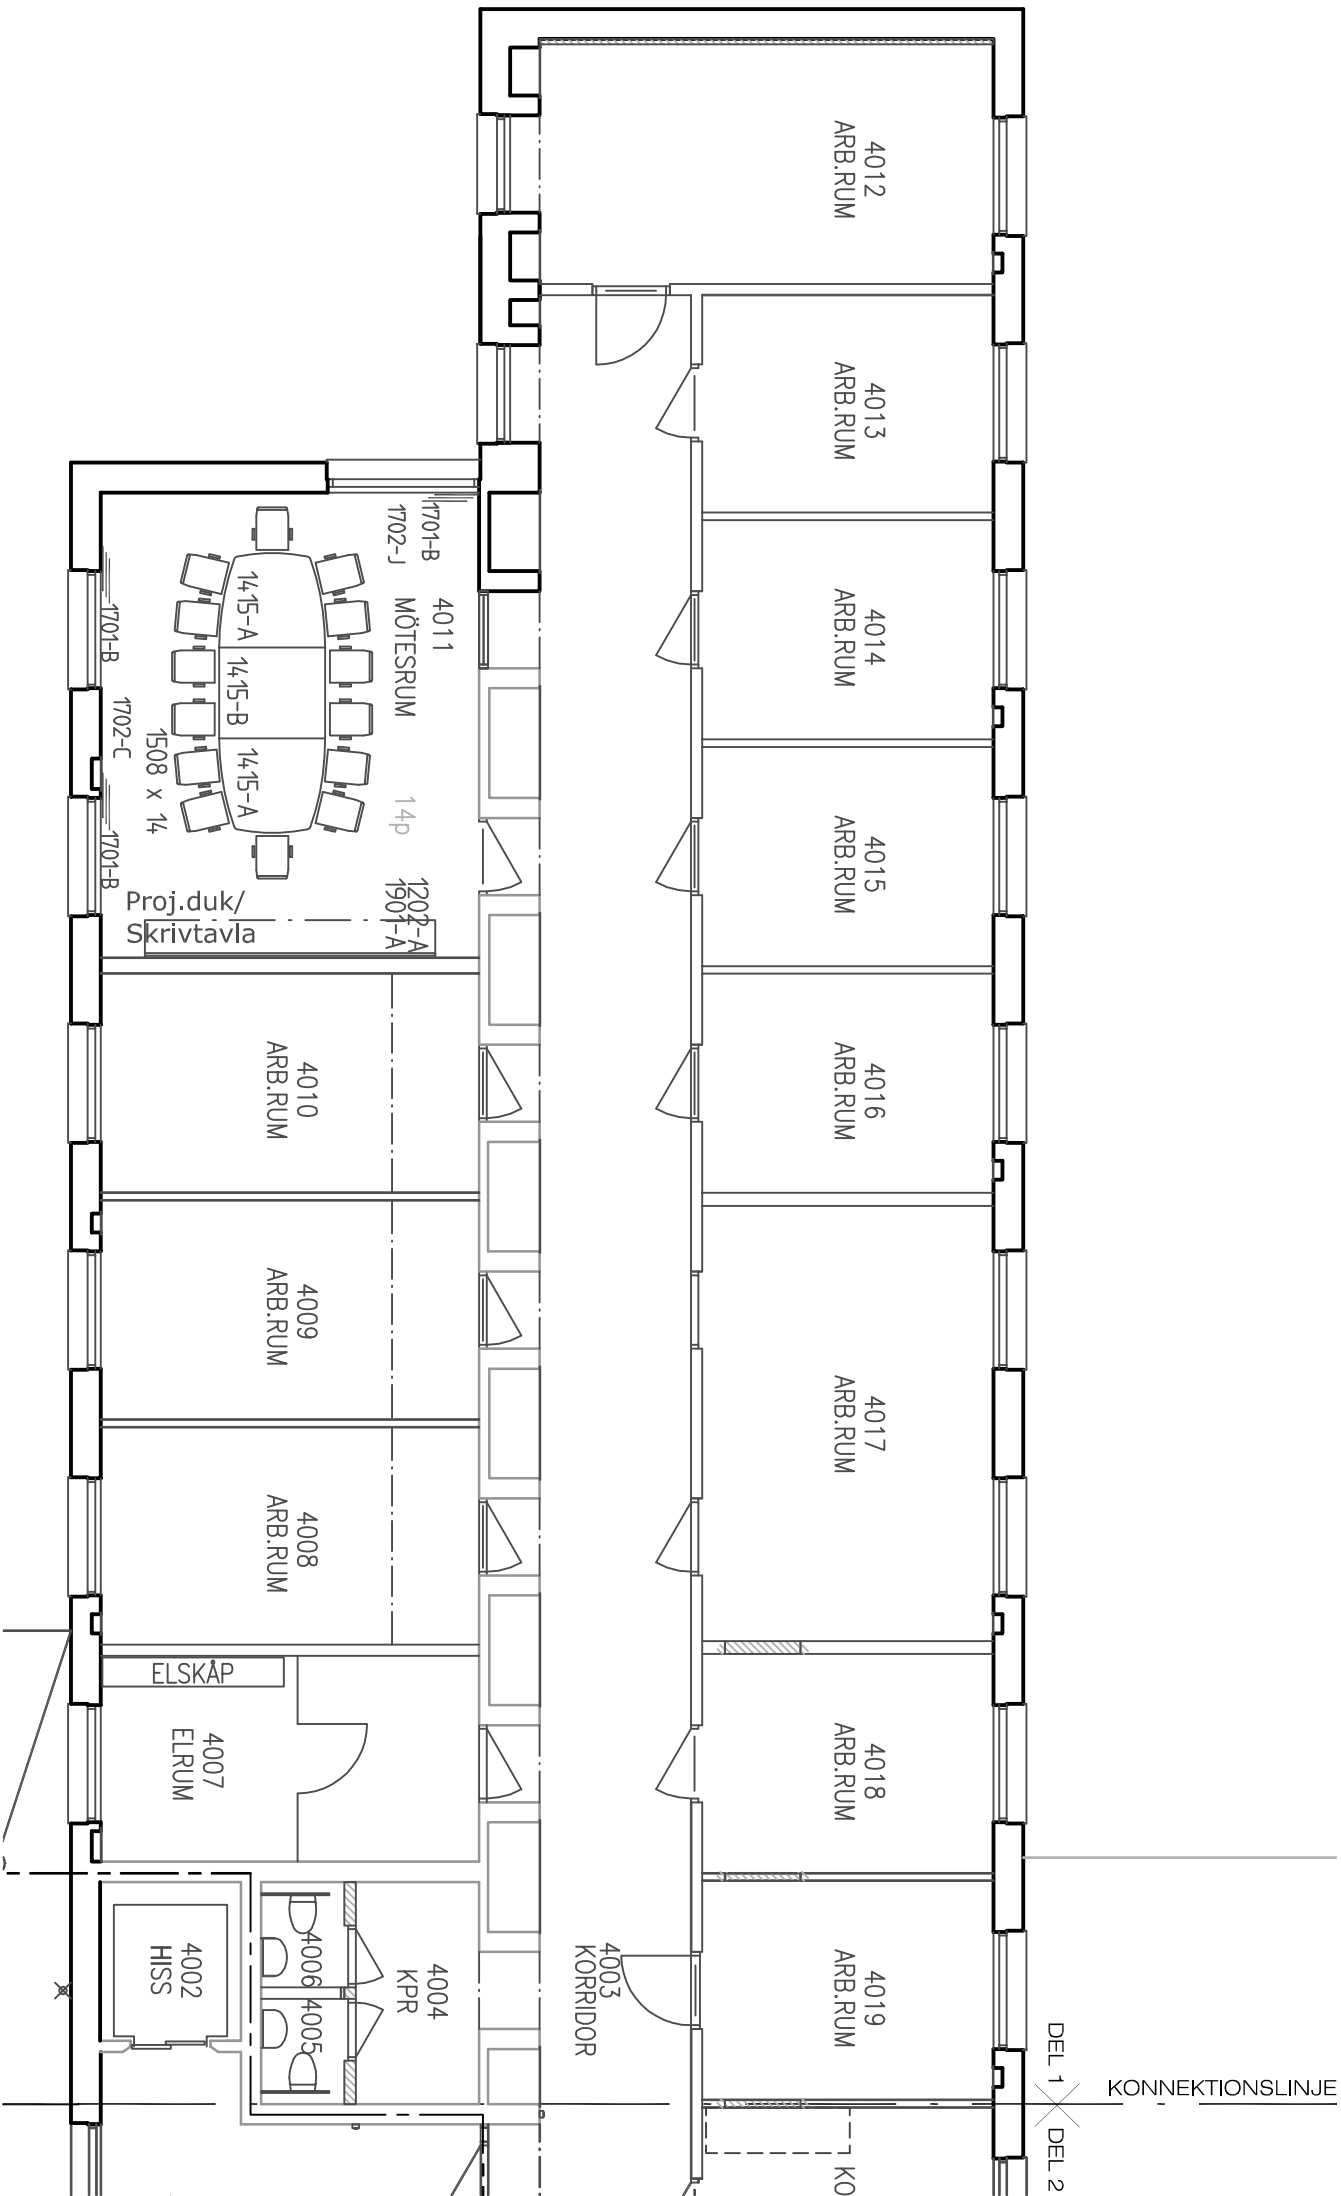 4012
ARB.RUM
4013
ARB.RUM
1701-B
1702-J
4011
MÖTESRUM
1415-A
1415-B
1415-A
1701-B
1702-C
1508 x 14
1701-B
14p
1202-A
1901-A
Proj.duk/
Skrivtavla
4014
ARB.RUM
4015
ARB.RUM
4010
ARB.RUM
4016
ARB.RUM
4009
ARB.RUM
4017
ARB.RUM
4008
ARB.RUM
ELSKÅP
4007
ELRUM
4018
ARB.RUM
4002
HISS
4006
4005
4004
KPR
4003
KORRIDOR
4019
ARB.RUM
DEL 1
KONNEKTIONSLINJE
DEL 2
KO